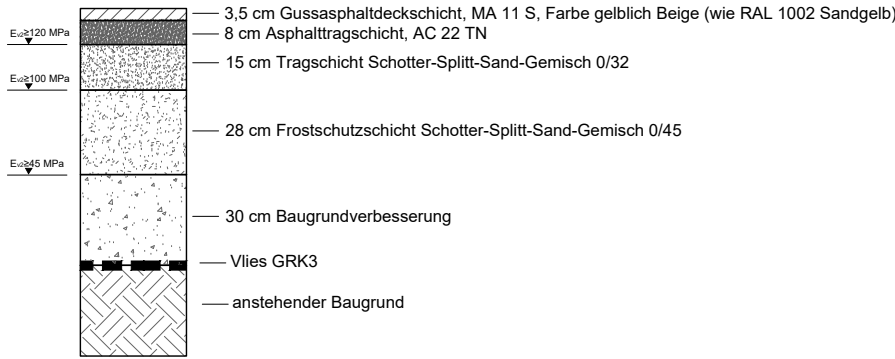 3,5 cm Gussasphaltdeckschicht, MA 11 S, Farbe gelblich Beige (wie RAL 1002 Sandgelb)
Ev2≥120 MPa
8 cm Asphalttragschicht, AC 22 TN
15 cm Tragschicht Schotter-Splitt-Sand-Gemisch 0/32
Ev2≥100 MPa
28 cm Frostschutzschicht Schotter-Splitt-Sand-Gemisch 0/45
Ev2≥45 MPa
30 cm Baugrundverbesserung
Vlies GRK3
anstehender Baugrund